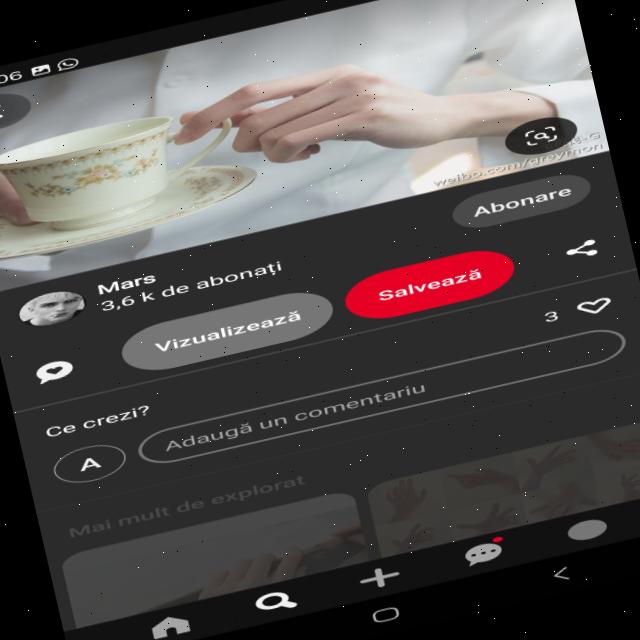 06
weibo.com/greymon
Abonare
Mars
3,6 k de abonați
Vizualizează
Salvează
3
Ce crezi?
A
Adaugă un comentariu
Mai mult de explorat